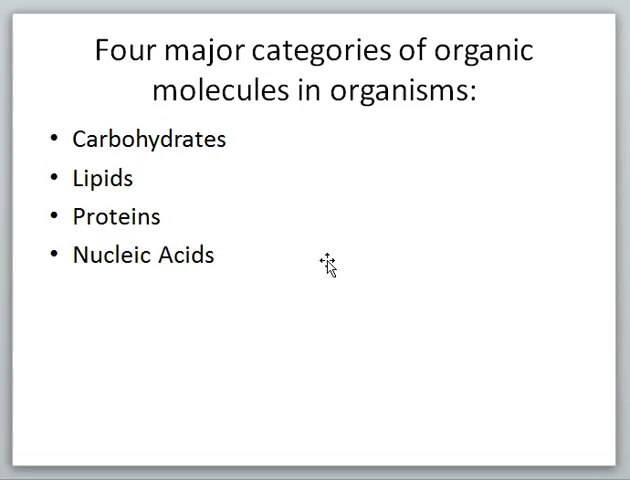 Four major categories of organic
molecules in organisms:
• Carbohydrates
• Lipids
• Proteins
• Nucleic Acids